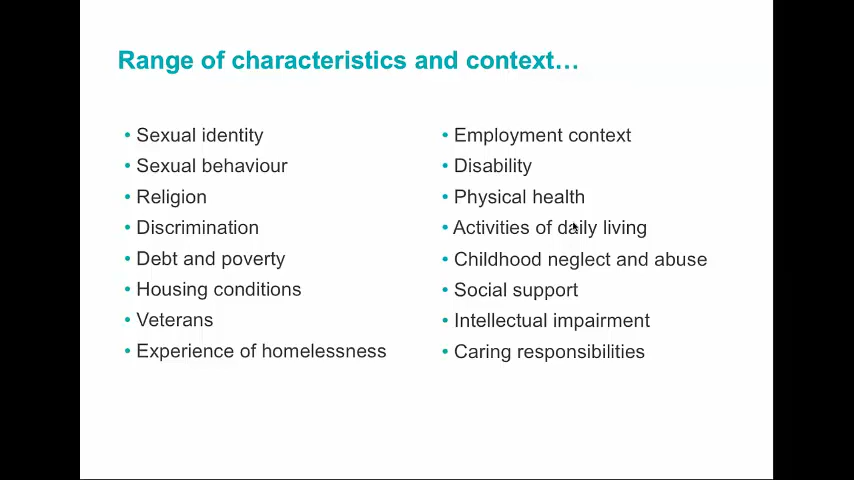 Range of characteristics and context…
• Sexual identity
• Sexual behaviour
• Religion
• Discrimination
• Debt and poverty
• Housing conditions
• Veterans
• Experience of homelessness
• Employment context
• Disability
• Physical health
• Activities of daily living
• Childhood neglect and abuse
• Social support
• Intellectual impairment
• Caring responsibilities